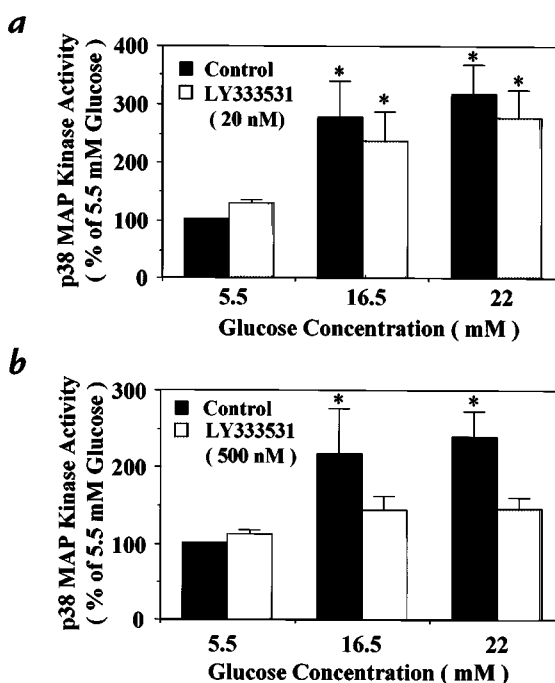 a
p38 MAP Kinase Activity
( % of 5.5 mM Glucose )
400
300
200
100
0
Control
LY333531
( 20 nM)
*
*
*
*
5.5
16.5
22
Glucose Concentration ( mM )
b
p38 MAP Kinase Activity
( % of 5.5 mM Glucose )
300
200
100
0
Control
LY333531
( 500 nM )
*
*
5.5
16.5
22
Glucose Concentration ( mM )